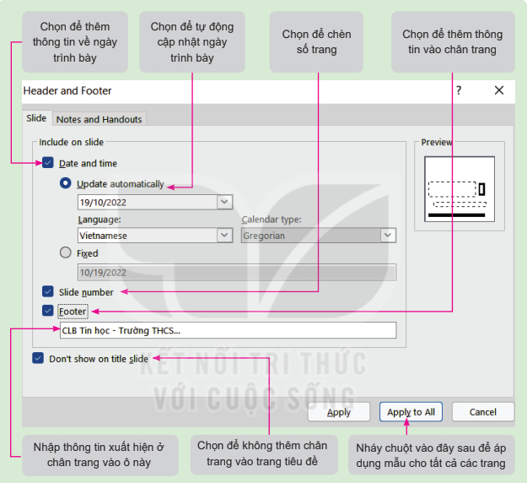 Chọn để thêm
thông tin về ngày
trình bày
Chọn để tự động
cập nhật ngày
trình bày
Chọn để chèn
số trang
Chọn để thêm thông
tin vào chân trang
Header and Footer
?
Slide
Notes and Handouts
Include on slide
Preview
Date and time
Update automatically
19/10/2022
Language:
Calendar type:
Vietnamese
Gregorian
Fixed
10/19/2022
Slide number
Footer
CLB Tin học - Trường THCS...
Don't show on title slide
KẾT NỐI TRI THỨC
VỚI CUỘC SỐNG
Apply
Apply to All
Cancel
Nhập thông tin xuất hiện ở
chân trang vào ô này
Chọn để không thêm chân
trang vào trang tiêu đề
Nháy chuột vào đây sau để áp
dụng mẫu cho tất cả các trang